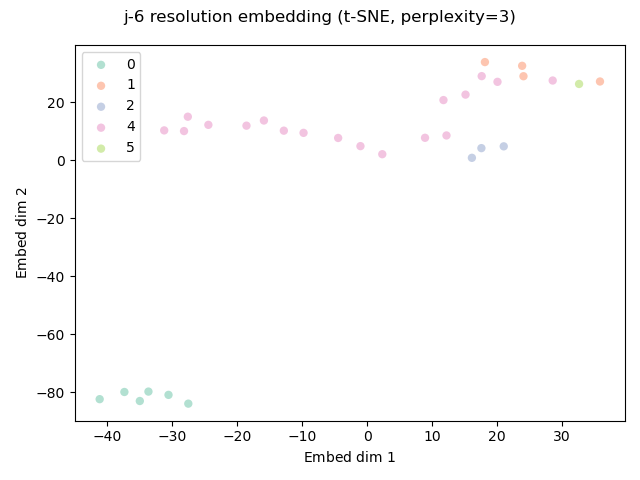 j-6 resolution embedding (t-SNE, perplexity=3)
0
1
2
4
5
20
0
−20
−40
−60
−80
Embed dim 2
−40 −30 −20 −10 0 10 20 30
Embed dim 1